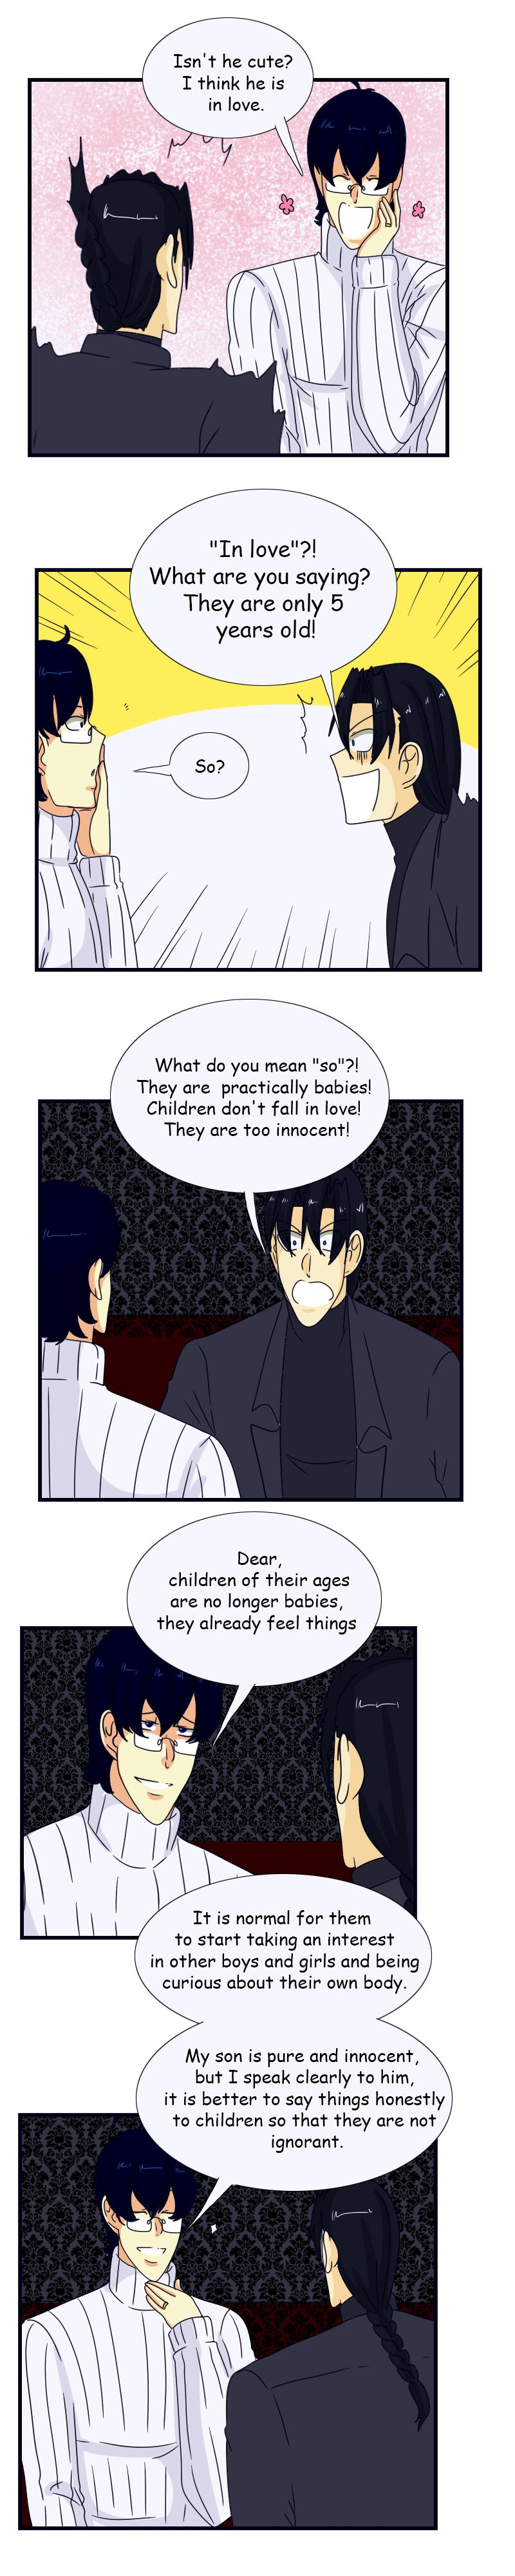 Isn't he cute?
I think he is
in love.
"In love"?!
What are you saying?
They are only 5
years old!
So?
What do you mean "so"?!
They are practically babies!
Children don't fall in love!
They are too innocent!
Dear,
children of their ages
are no longer babies,
they already feel things
It is normal for them
to start taking an interest
in other boys and girls and being
curious about their own body.
My son is pure and innocent,
but I speak clearly to him,
it is better to say things honestly
to children so that they are not
ignorant.